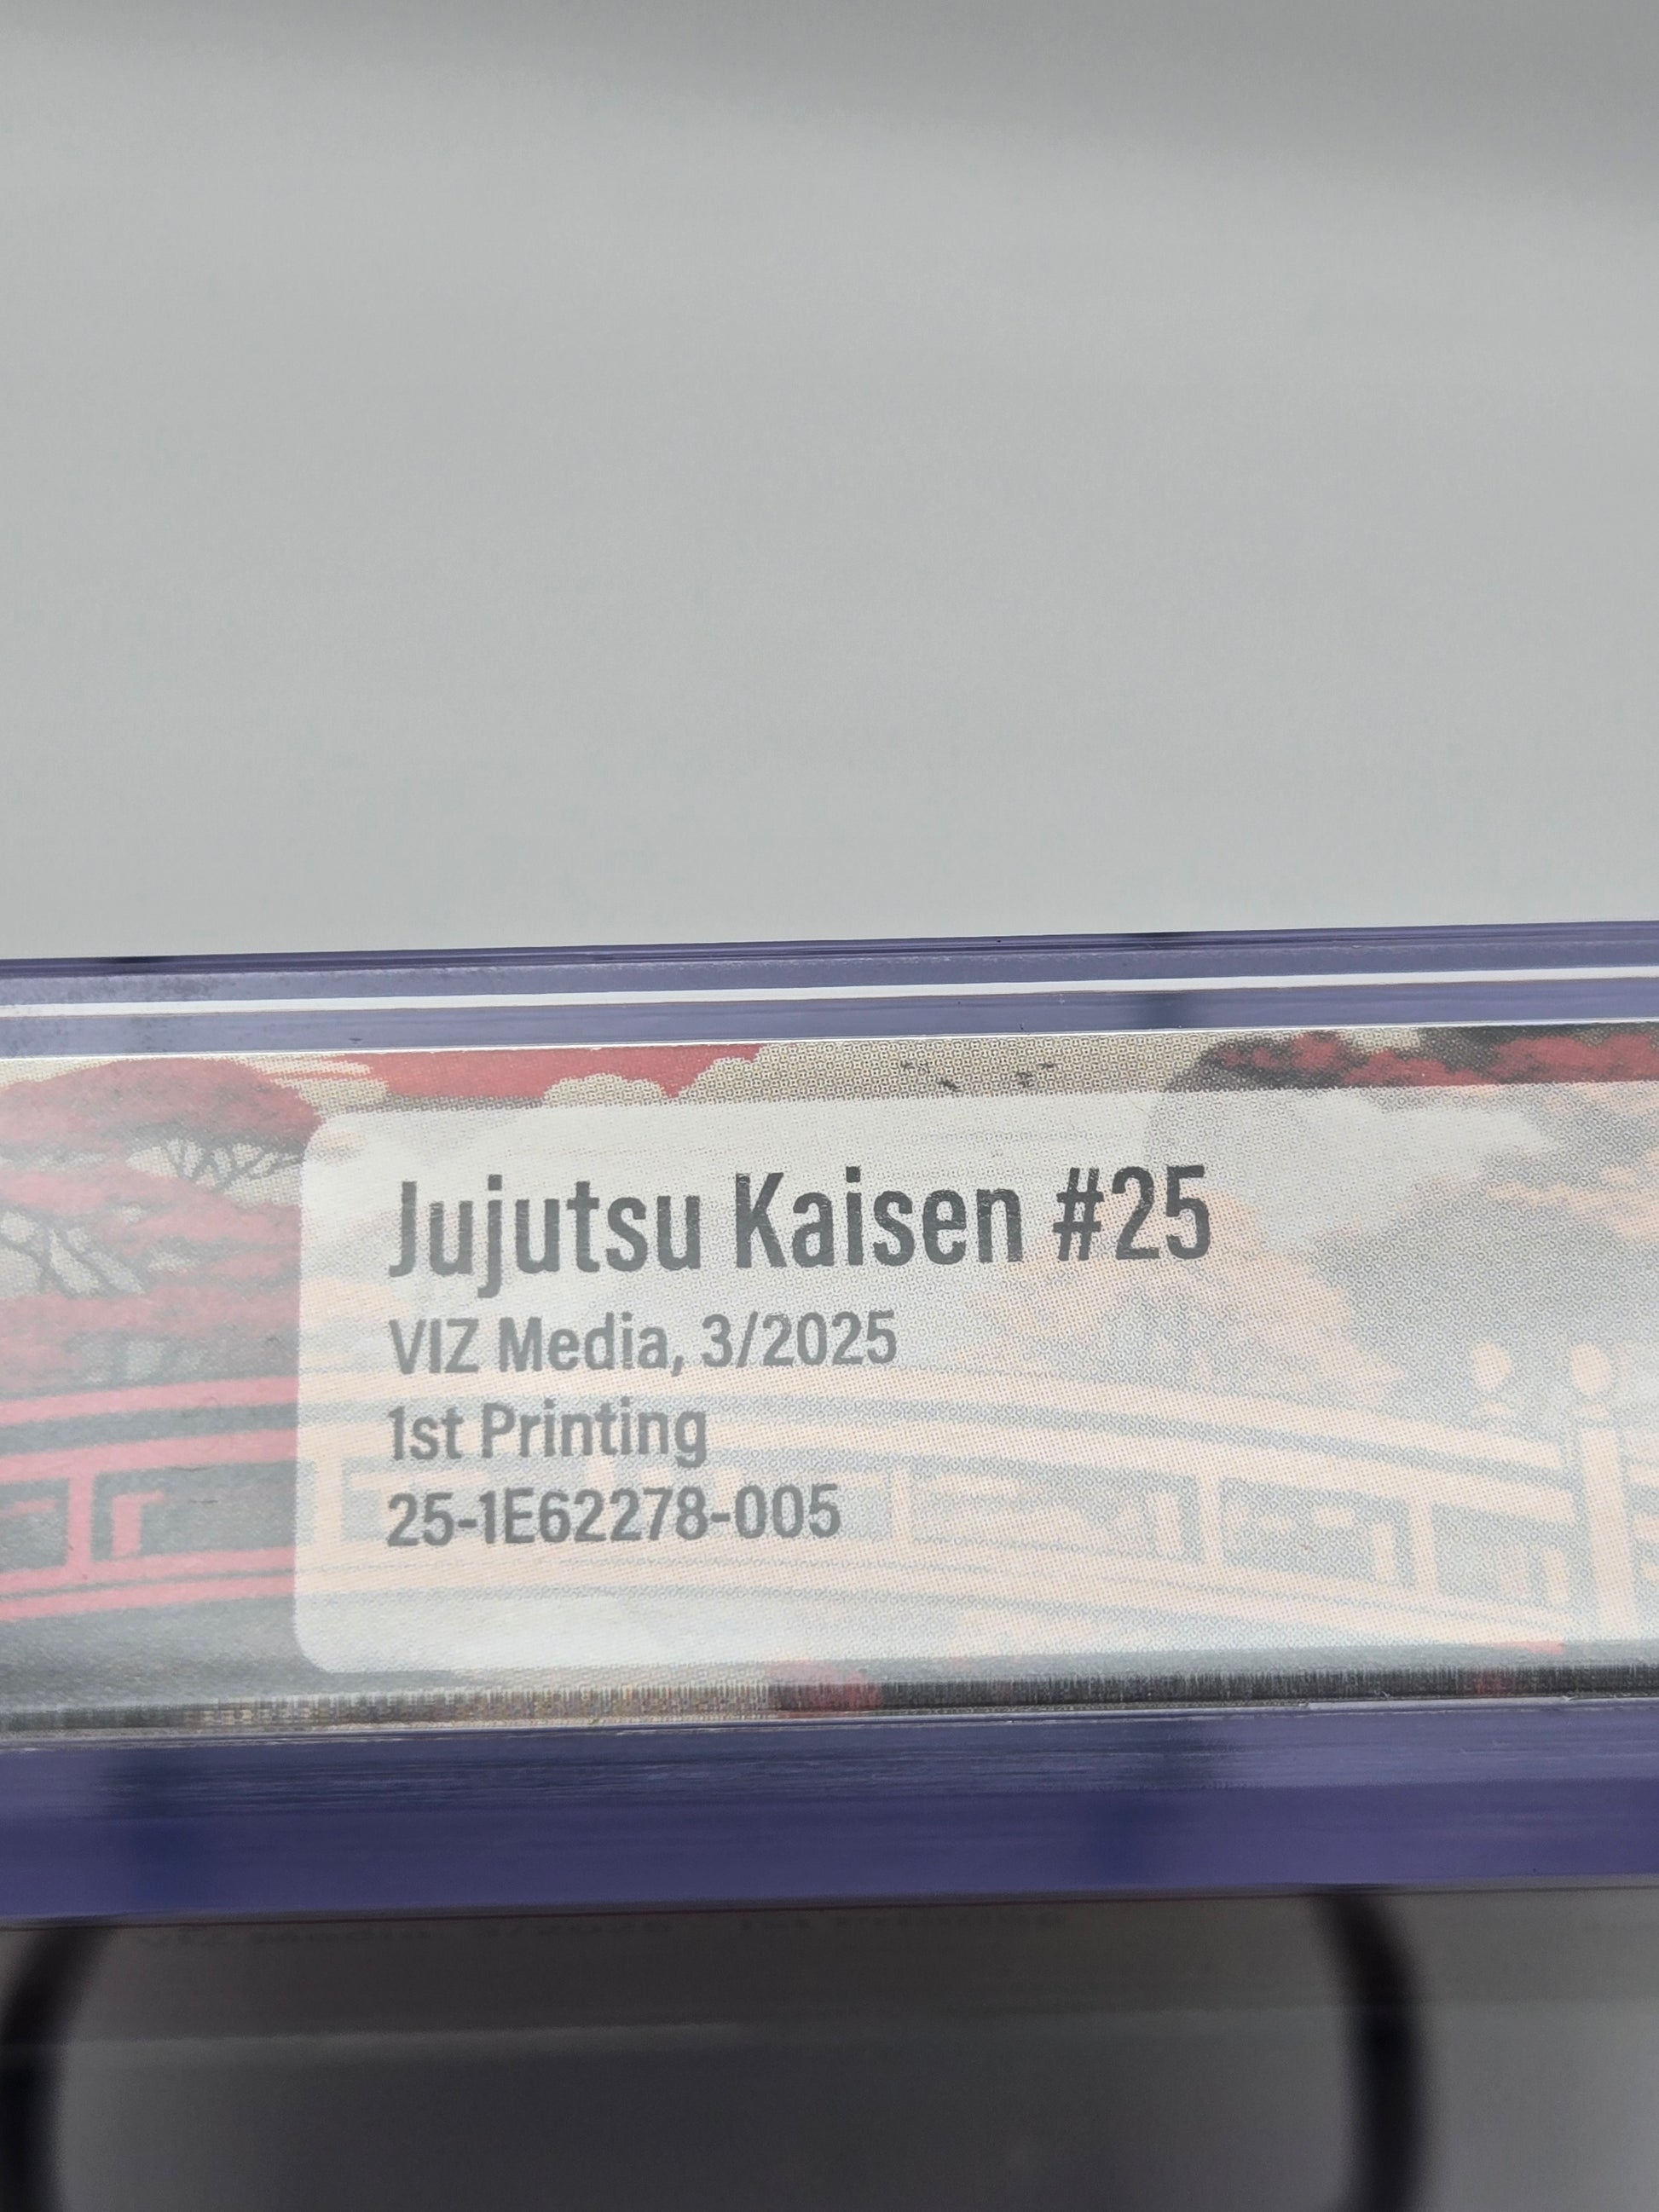 Jujutsu Kaisen #25
VIZ Media, 3/2025
1st Printing
25-1E62278-005